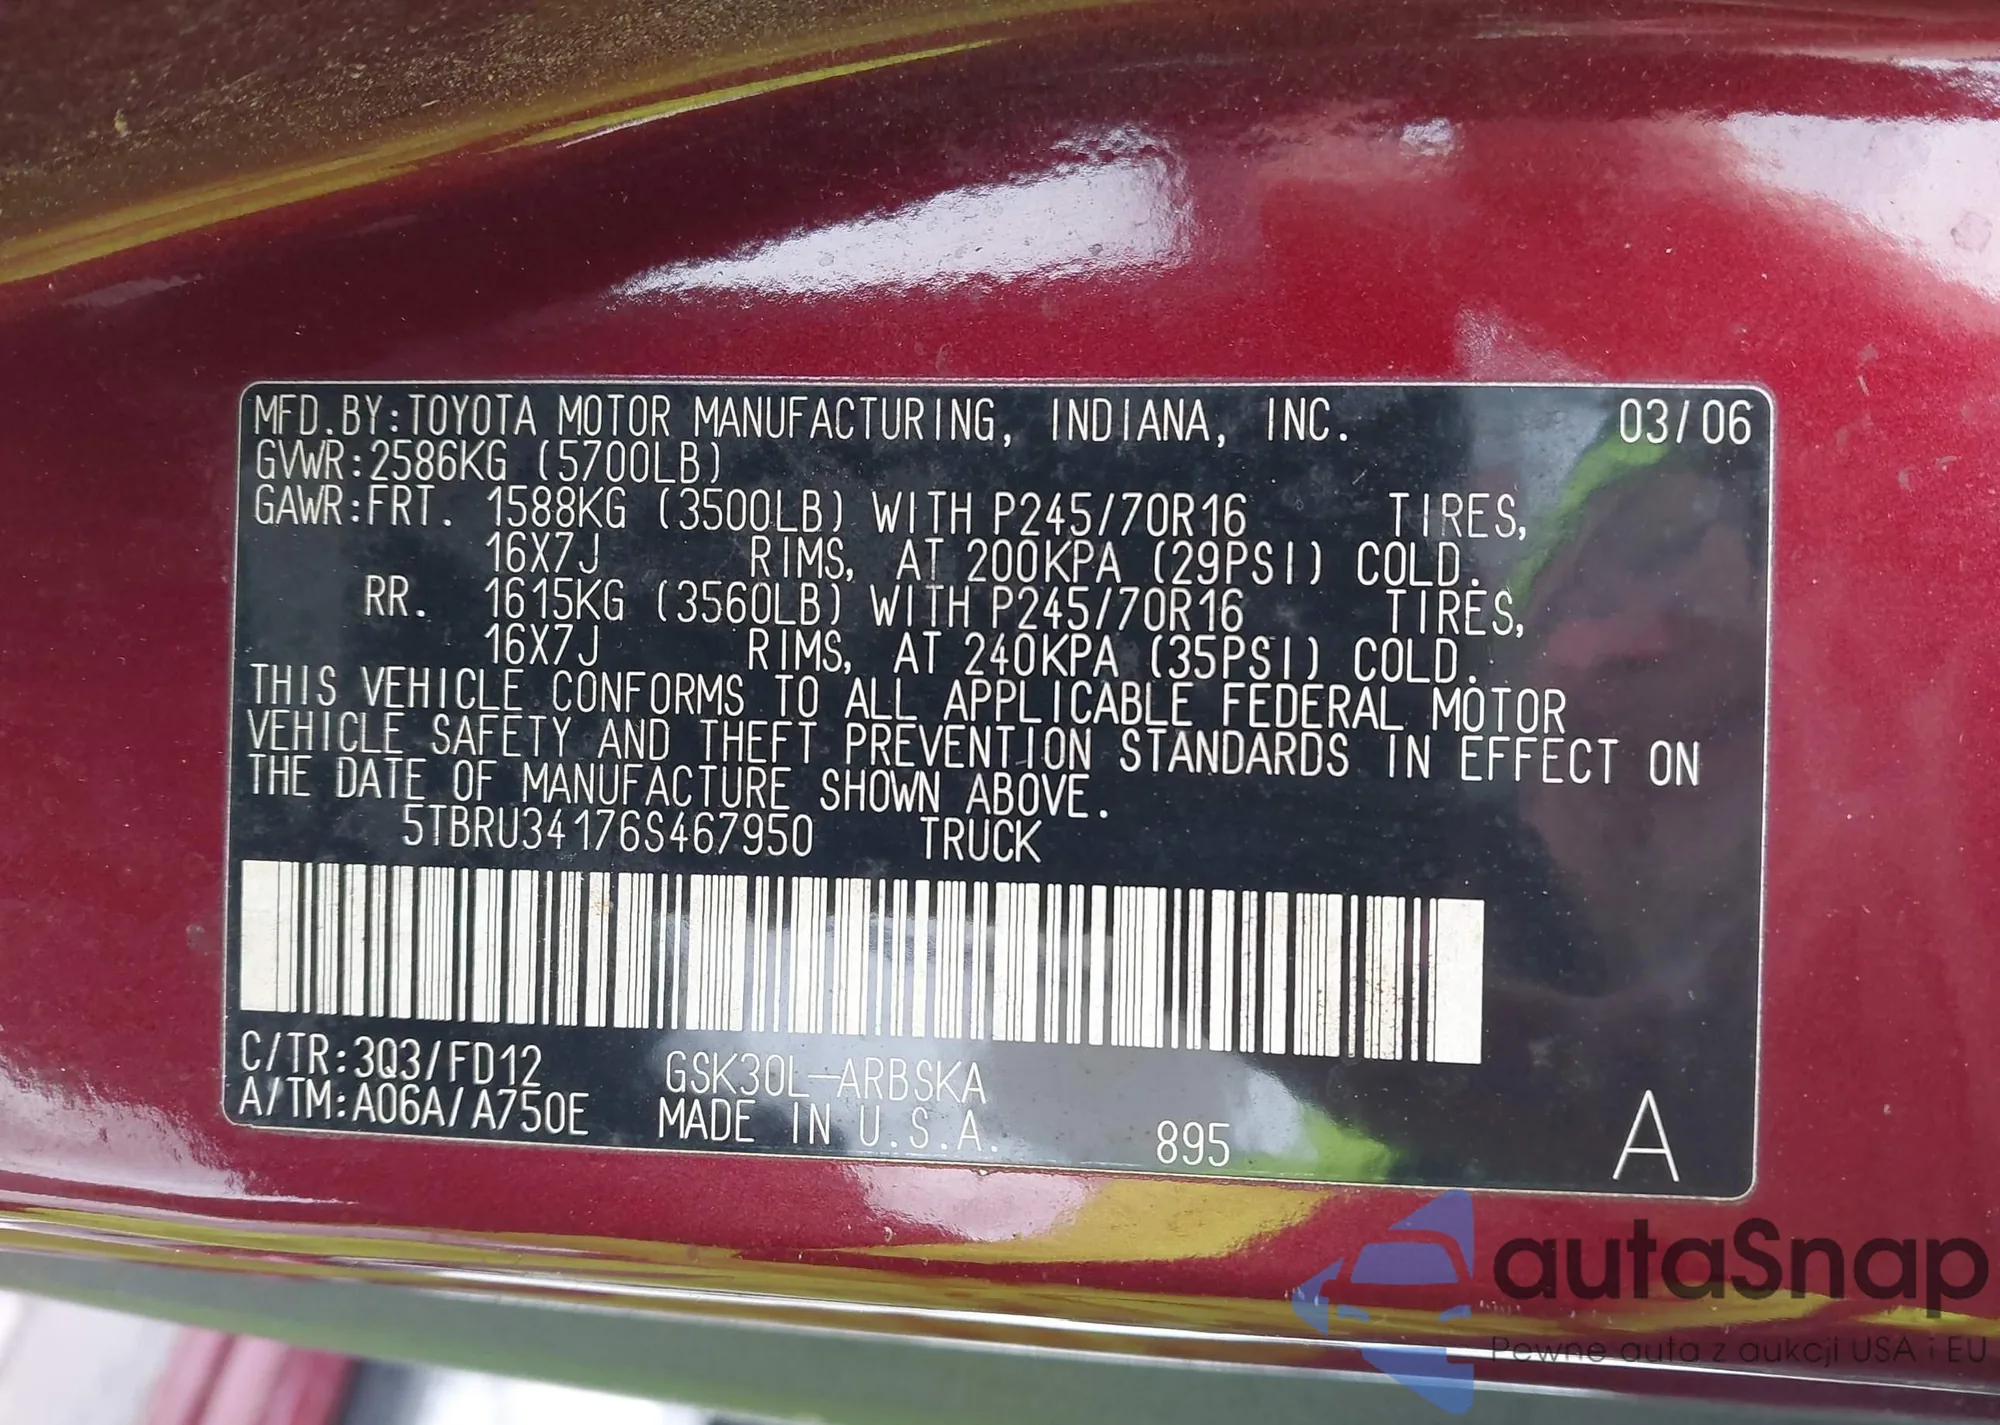 MFD.BY:TOYOTA MOTOR MANUFACTURING, INDIANA, INC. 03/06
GVWR:2586KG (5700LB)
GAWR:FRT. 1588KG (3500LB) WITH P245/70R16 TIRES,
16X7J RIMS, AT 200KPA (29PSI) COLD.
RR. 1615KG (3560LB) WITH P245/70R16 TIRES,
16X7J RIMS, AT 240KPA (35PSI) COLD.
THIS VEHICLE CONFORMS TO ALL APPLICABLE FEDERAL MOTOR
VEHICLE SAFETY AND THEFT PREVENTION STANDARDS IN EFFECT ON
THE DATE OF MANUFACTURE SHOWN ABOVE.
5TBRU34176S467950 TRUCK
C/TR:3Q3/FD12 GSK30L-ARBSKA
A/TM:A06A/A750E MADE IN U.S.A. 895 A
autaSnap
Pewne auta z aukcji USA i EU